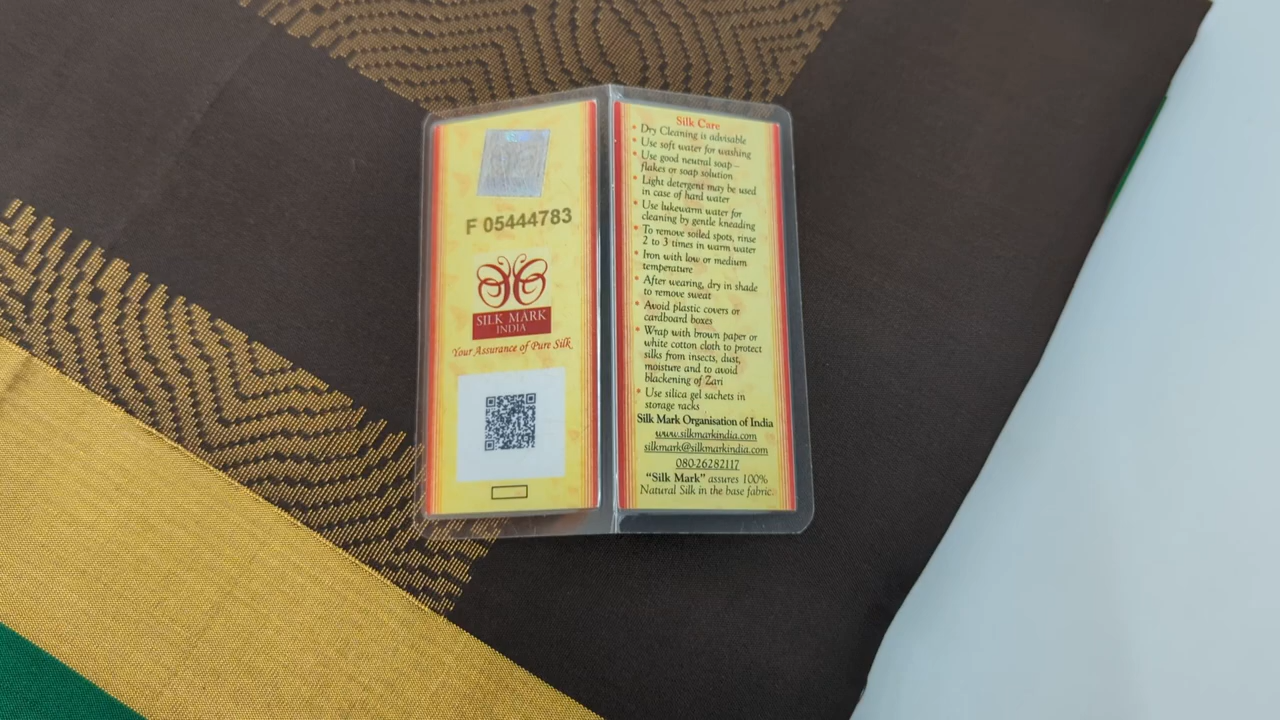 F 05444783
SILK MARK
INDIA
Your Assurance of Pure Silk
Silk Care
• Dry Cleaning is advisable
• Use soft water for washing
• Use good neutral soap –
flakes or soap solution
• Light detergent may be used
in case of hard water
• Use lukewarm water for
cleaning by gentle kneading
• To remove soiled spots, rinse
2 to 3 times in warm water
• Iron with low or medium
temperature
• After wearing, dry in shade
to remove sweat
• Avoid plastic covers or
cardboard boxes
• Wrap with brown paper or
white cotton cloth to protect
silks from insects, dust,
moisture and to avoid
blackening of Zari
• Use silica gel sachets in
storage racks
Silk Mark Organisation of India
www.silkmarkindia.com
silkmark@silkmarkindia.com
080-26282117
"Silk Mark" assures 100%
Natural Silk in the base fabric.